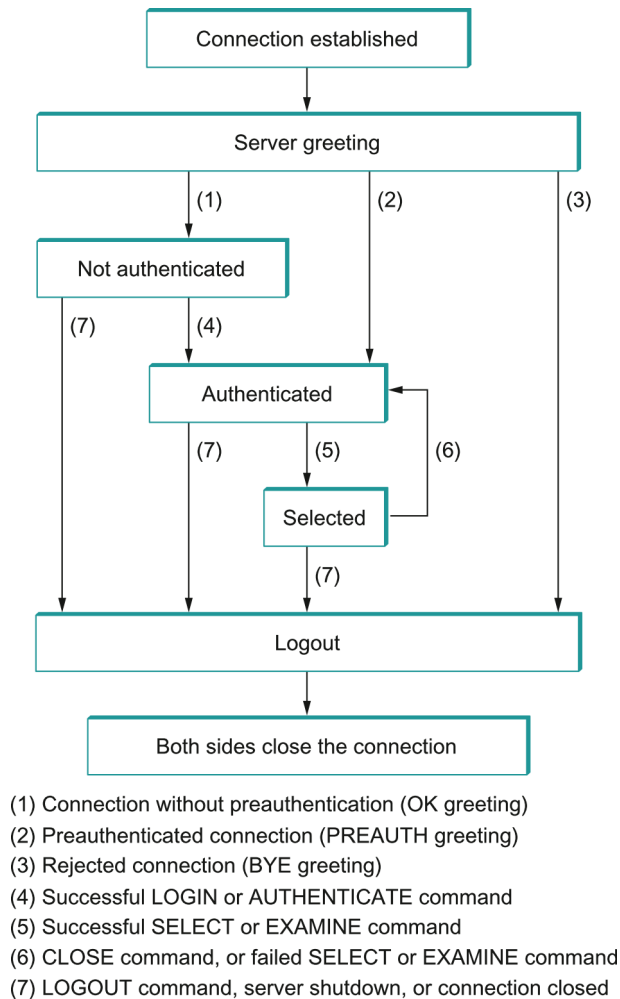 Connection established
Server greeting
(1)
(2)
(3)
Not authenticated
(7)
(4)
Authenticated
(7)
(5)
(6)
Selected
(7)
Logout
Both sides close the connection
(1) Connection without preauthentication (OK greeting)
(2) Preauthenticated connection (PREAUTH greeting)
(3) Rejected connection (BYE greeting)
(4) Successful LOGIN or AUTHENTICATE command
(5) Successful SELECT or EXAMINE command
(6) CLOSE command, or failed SELECT or EXAMINE command
(7) LOGOUT command, server shutdown, or connection closed